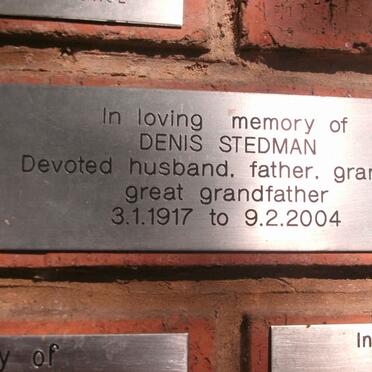 In loving memory of
DENIS STEDMAN
Devoted husband, father, gran
great grandfather
3.1.1917 to 9.2.2004
of
In